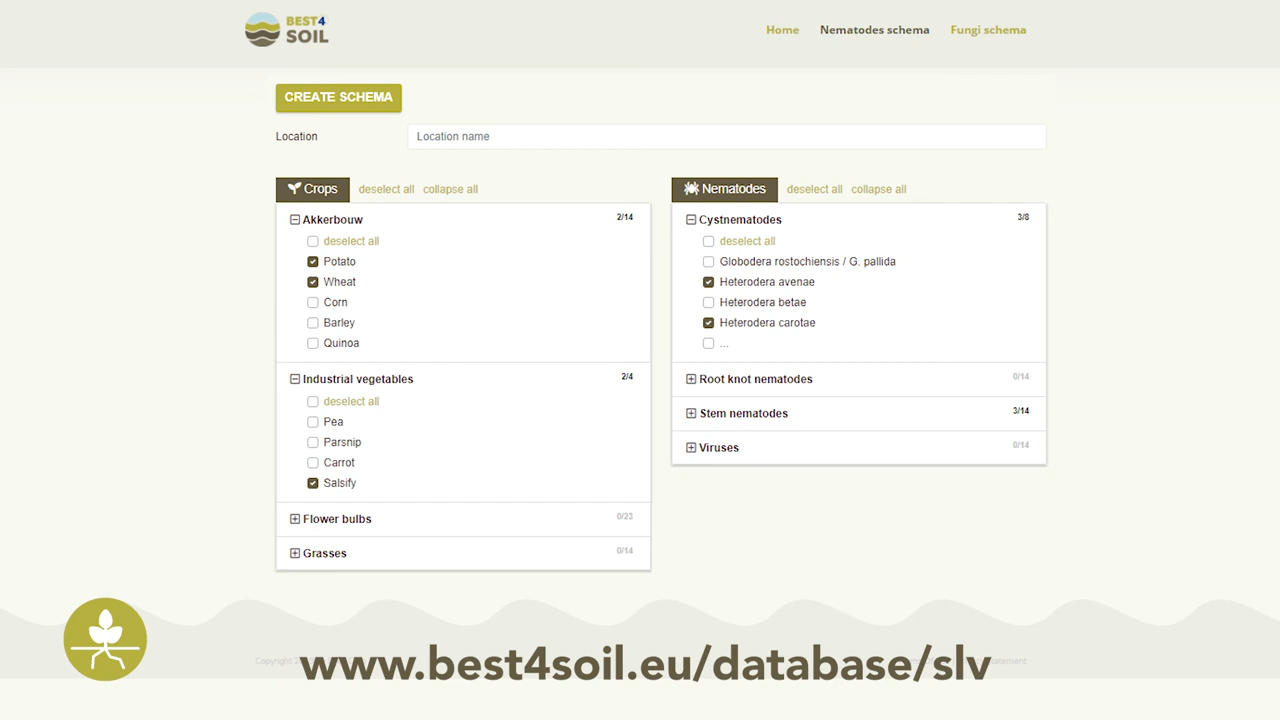 BEST4
SOIL
Home
Nematodes schema
Fungi schema
CREATE SCHEMA
Location
Location name
Crops
deselect all
collapse all
Akkerbouw
2/14
deselect all
Potato
Wheat
Corn
Barley
Quinoa
Industrial vegetables
2/4
deselect all
Pea
Parsnip
Carrot
Salsify
Flower bulbs
0/23
Grasses
0/14
Nematodes
deselect all
collapse all
Cystnematodes
3/8
deselect all
Globodera rostochiensis / G. pallida
Heterodera avenae
Heterodera betae
Heterodera carotae
...
Root knot nematodes
0/14
Stem nematodes
3/14
Viruses
0/14
Copyright
www.best4soil.eu/database/slv